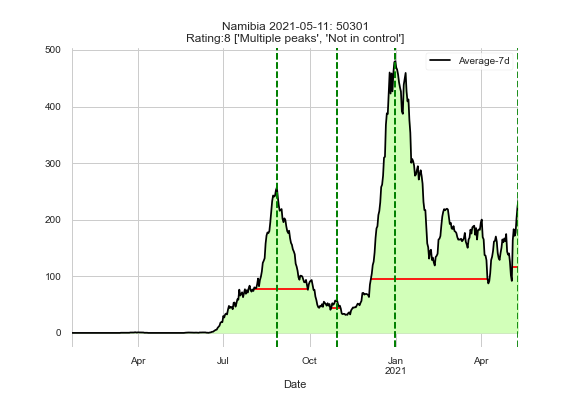 Namibia 2021-05-11: 50301
Rating:8 ['Multiple peaks', 'Not in control']
Average-7d
500
400
300
200
100
0
Apr
Jul
Oct
Jan
2021
Apr
Date